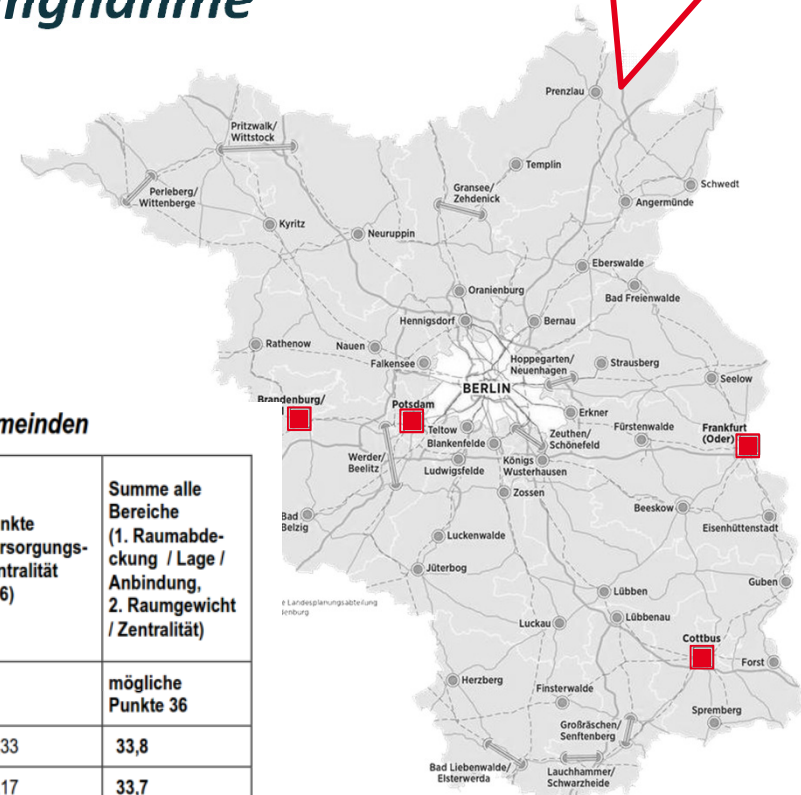 ngnahme
Prenzlau
Pritzwalk/
Wittstock
Templin
Perleberg/
Wittenberge
Gransee/
Zehdenick
Schwedt
Angermünde
Kyritz
Neuruppin
Eberswalde
Oranienburg
Bad Freienwalde
Hennigsdorf
Bernau
Rathenow
Nauen
Falkensee
Hoppegarten/
Neuenhagen
Strausberg
BERLIN
Seelow
Brandenburg/
Potsdam
Erkner
Teltow
Blankenfelde
Zeuthen/
Schönefeld
Fürstenwalde
Frankfurt
(Oder)
Werder/
Beelitz
Ludwigsfelde
Königs
Wusterhausen
Zossen
Bad
Belzig
Beeskow
Eisenhüttenstadt
Luckenwalde
Jüterbog
Guben
Lübben
Lübbenau
Luckau
Cottbus
Forst
Herzberg
Finsterwalde
Spremberg
Großräschen/
Senftenberg
Bad Liebenwalde/
Elsterwerda
Lauchhammer/
Schwarzheide
e Landesplanungsabteilung
denburg
meinden
nkte
rsorgungs-
ntralität
6)
Summe alle
Bereiche
(1. Raumabde-
ckung / Lage /
Anbindung,
2. Raumgewicht
/ Zentralität)
mögliche
Punkte 36
33
33,8
17
33,7